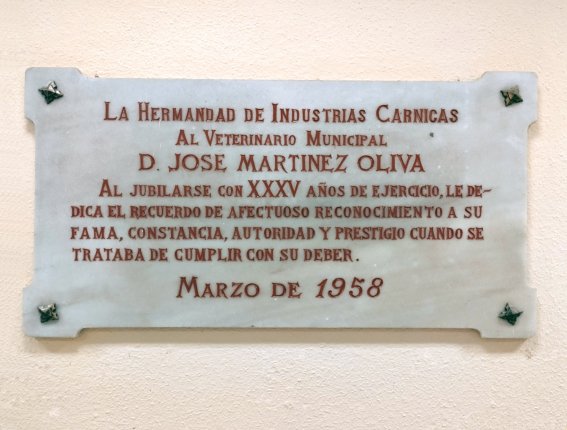 LA HERMANDAD DE INDUSTRIAS CARNICAS
AL VETERINARIO MUNICIPAL
D. JOSE MARTINEZ OLIVA
AL JUBILARSE CON XXXV AÑOS DE EJERCICIO, LE DE-
DICA EL RECUERDO DE AFECTUOSO RECONOCIMIENTO A SU
FAMA, CONSTANCIA, AUTORIDAD Y PRESTIGIO CUANDO SE
TRATABA DE CUMPLIR CON SU DEBER.
MARZO DE 1958